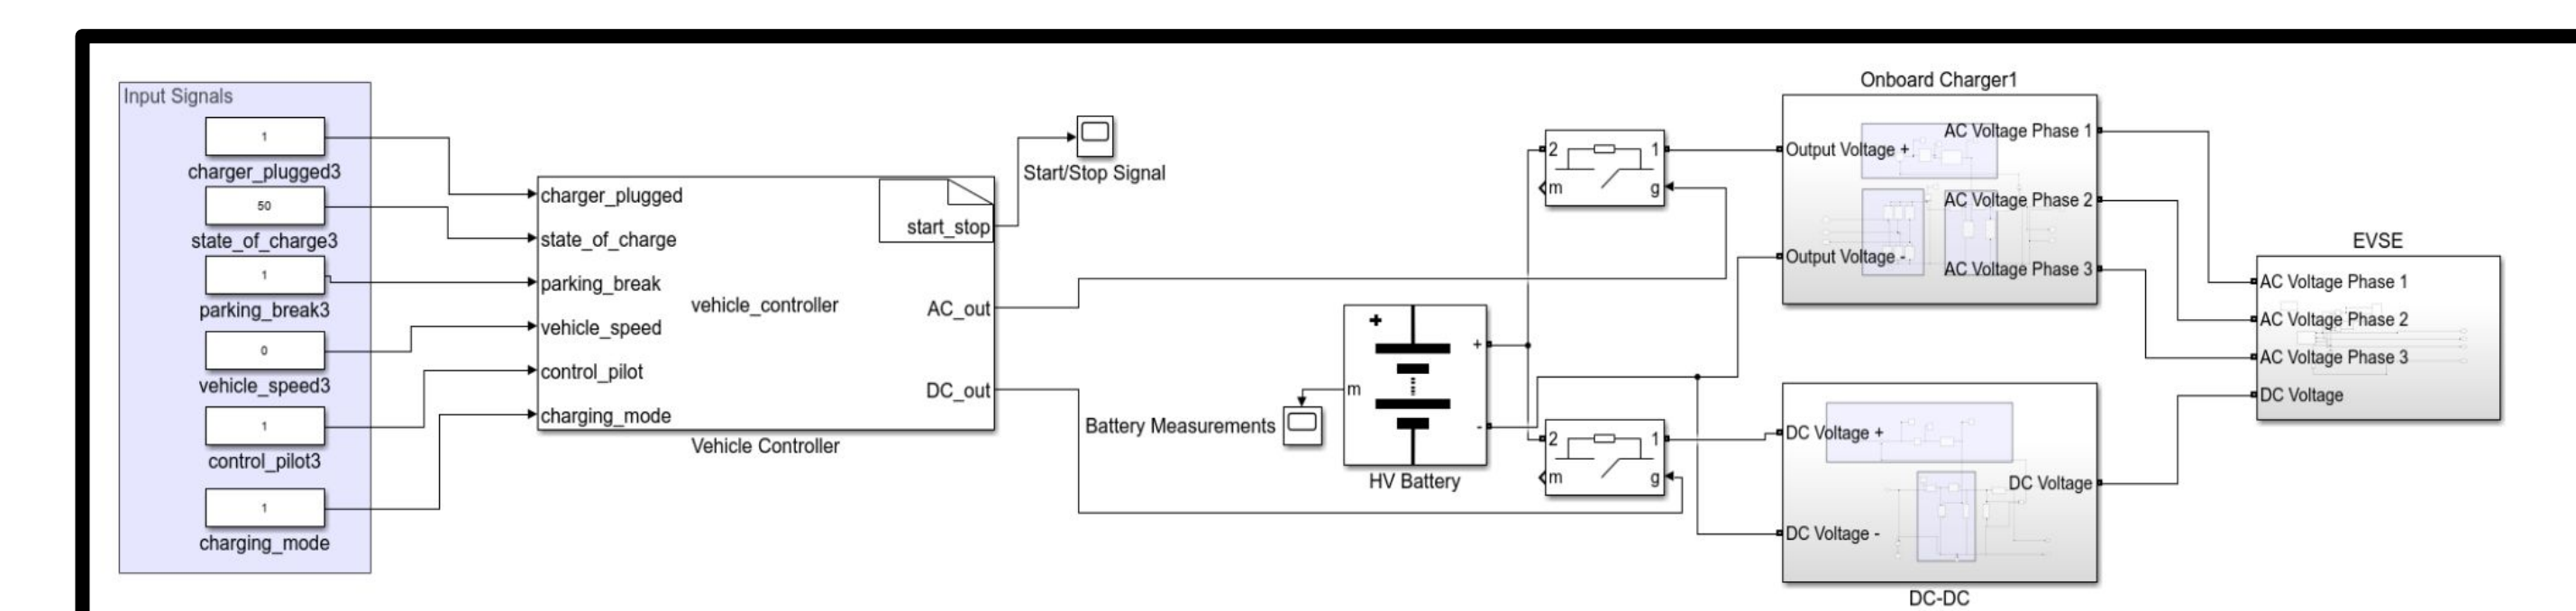 Input Signals
1
charger_plugged3
50
state_of_charge3
1
parking_break3
0
vehicle_speed3
1
control_pilot3
1
charging_mode
charger_plugged
state_of_charge
parking_break
vehicle_speed
control_pilot
charging_mode
vehicle_controller
start_stop
AC_out
DC_out
Vehicle Controller
Start/Stop Signal
Battery Measurements
m
+
+
-
HV Battery
2
1
m
g
2
1
m
g
Onboard Charger1
Output Voltage +
Output Voltage -
AC Voltage Phase 1
AC Voltage Phase 2
AC Voltage Phase 3
DC Voltage +
DC Voltage -
DC Voltage
DC-DC
EVSE
AC Voltage Phase 1
AC Voltage Phase 2
AC Voltage Phase 3
DC Voltage